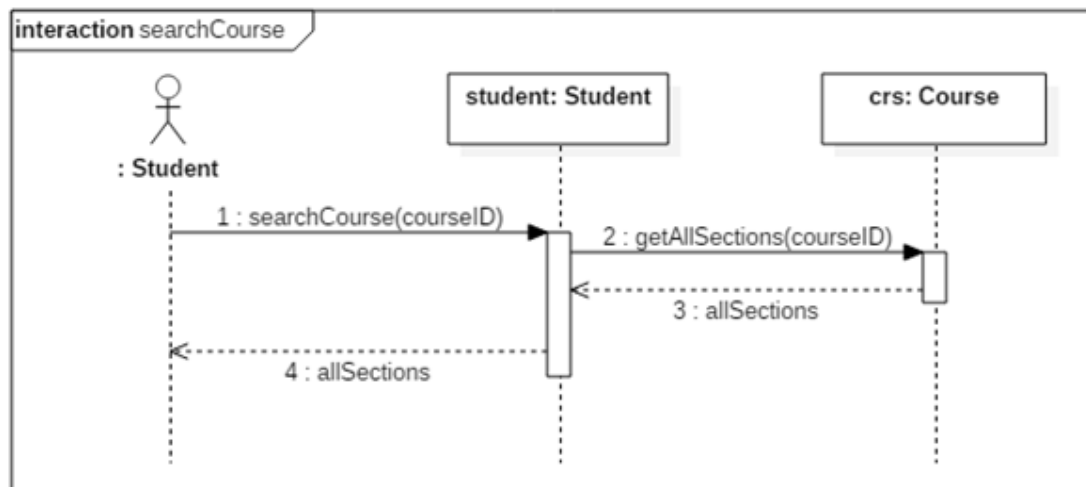 interaction searchCourse
student: Student
crs: Course
: Student
1 : searchCourse(courseID)
2 : getAllSections(courseID)
3 : allSections
4 : allSections